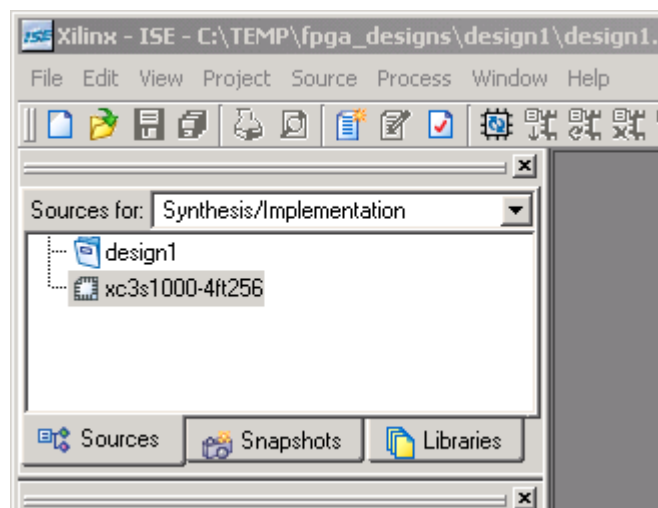 ISE Xilinx - ISE - C:\TEMP\fpga_designs\design1\design1.
File Edit View Project Source Process Window Help
Sources for: Synthesis/Implementation
design1
xc3s1000-4ft256
Sources Snapshots Libraries